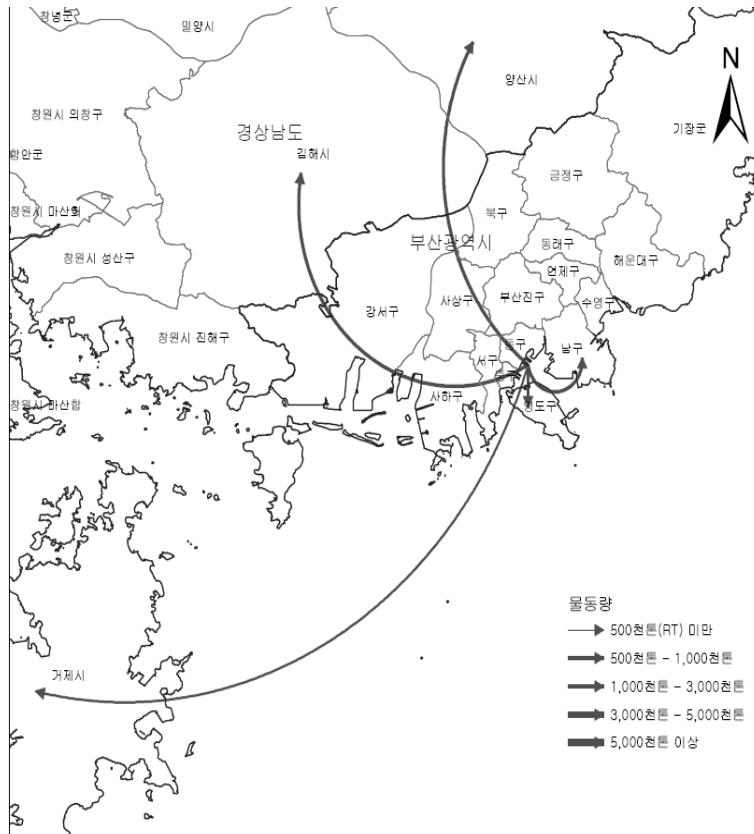 창녕군
밀양시
양산시
N
창원시 의창구
기장군
경상남도
함안군
김해시
금정구
창원시 마산회
북구
부산광역시
동래구
창원시 성산구
해운대구
연제구
강서구
사상구
부산진구
수영구
창원시 진해구
동구
남구
서구
사하구
영도구
창원시 마산합
거제시
물동량
500천톤(RT) 미만
500천톤 - 1,000천톤
1,000천톤 - 3,000천톤
3,000천톤 - 5,000천톤
5,000천톤 이상